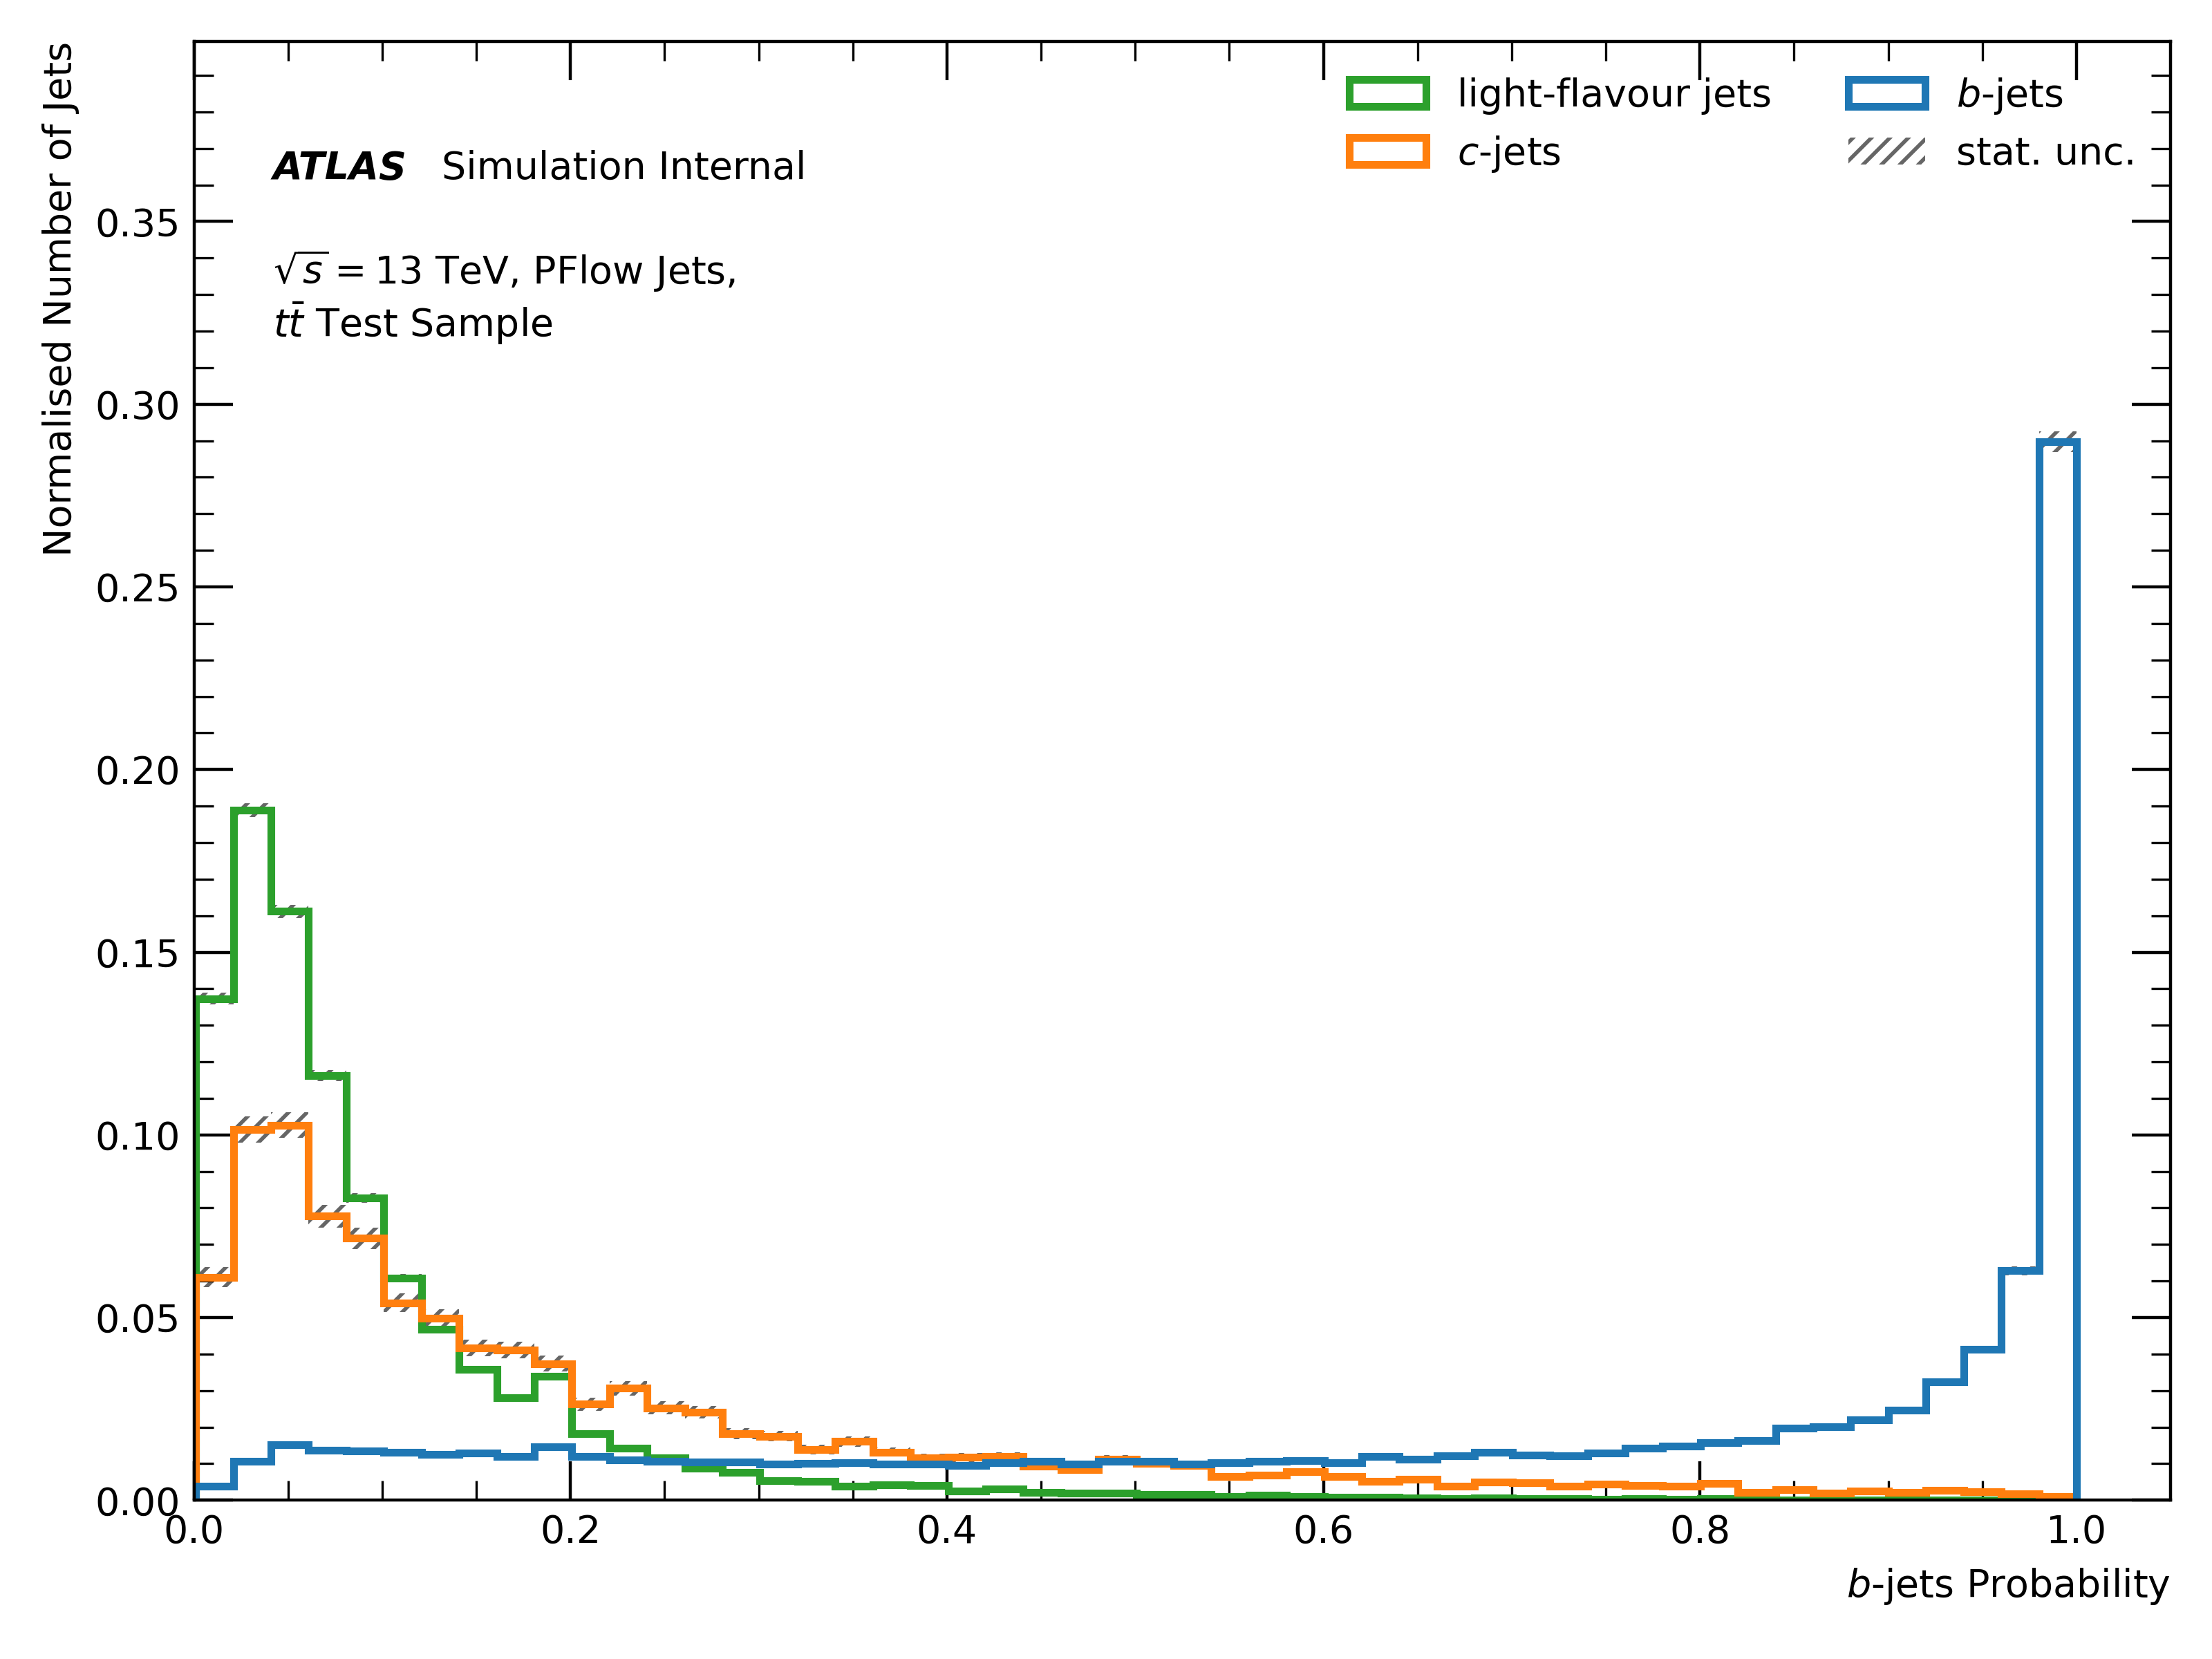 Normalised Number of Jets
light-flavour jets
c-jets
b-jets
stat. unc.
ATLAS Simulation Internal
√s = 13 TeV, PFlow Jets,
tt̄ Test Sample
0.35
0.30
0.25
0.20
0.15
0.10
0.05
0.00
0.0 0.2 0.4 0.6 0.8 1.0
b-jets Probability